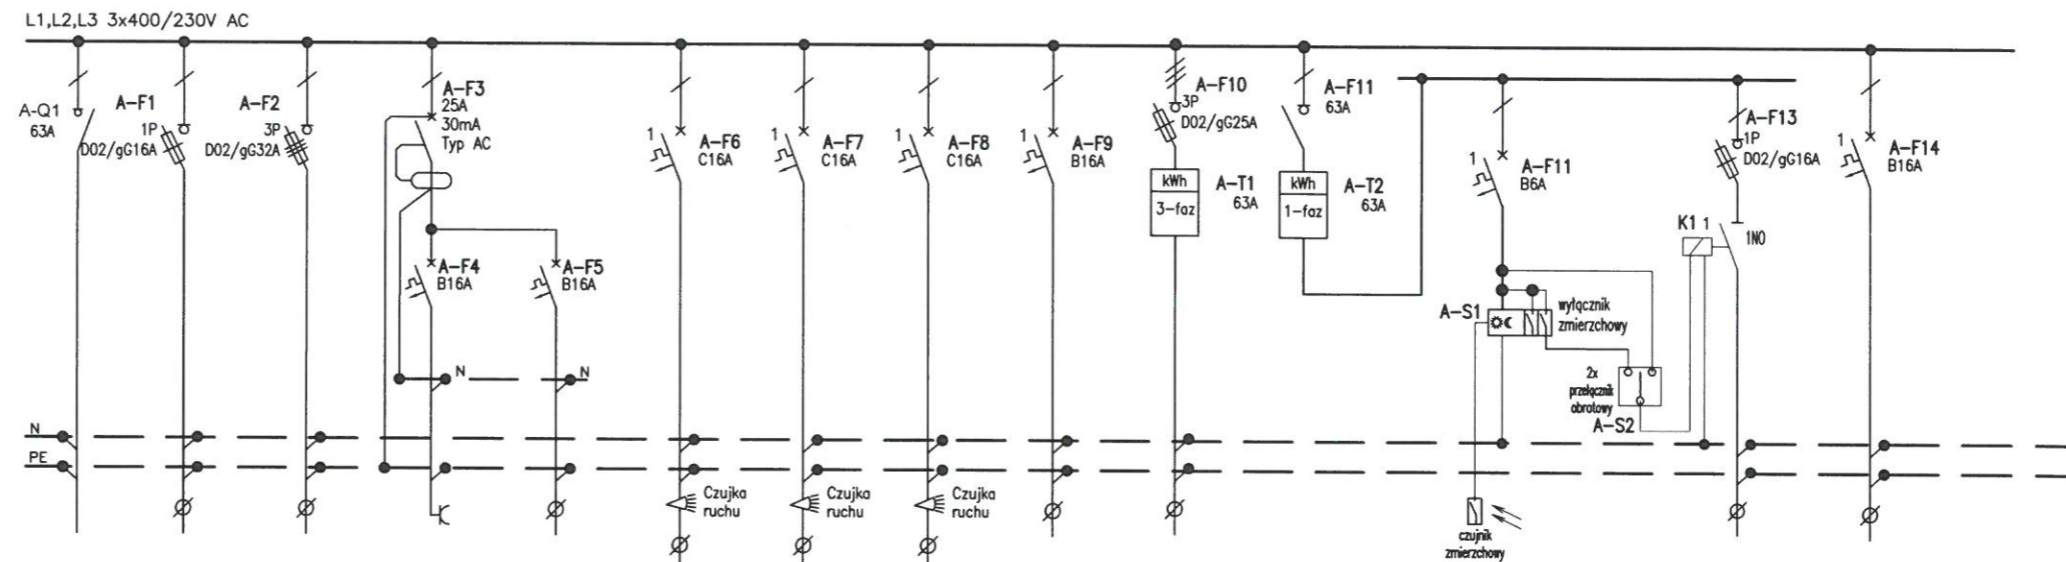 L1,L2,L3 3x400/230V AC
A-Q1
63A
A-F1
1P
D02/gG16A
A-F2
3P
D02/gG32A
A-F3
25A
30mA
Typ AC
A-F4
B16A
A-F5
B16A
N
N
1
A-F6
C16A
1
A-F7
C16A
1
A-F8
C16A
1
A-F9
B16A
A-F10
3P
D02/gG25A
kWh
3-faz
A-T1
63A
A-F11
63A
kWh
1-faz
A-T2
63A
1
A-F11
B6A
A-S1
wyłącznik
zmierzchowy
2x
przełącznik
obrotowy
A-S2
A-F13
1P
D02/gG16A
K1 1
1NO
1
A-F14
B16A
N
PE
Czujka
ruchu
Czujka
ruchu
Czujka
ruchu
czujnik
zmierzchowy